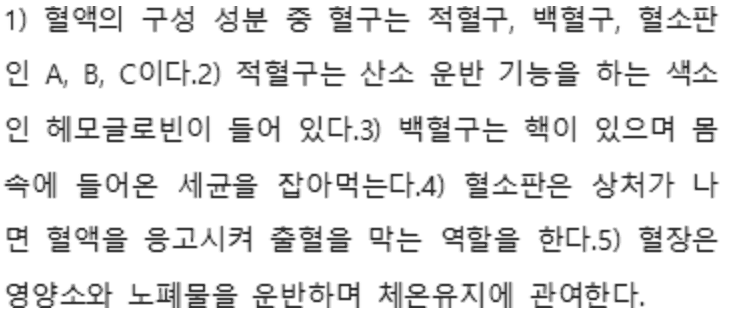 1) 혈액의 구성 성분 중 혈구는 적혈구, 백혈구, 혈소판
인 A, B, C이다.2) 적혈구는 산소 운반 기능을 하는 색소
인 헤모글로빈이 들어 있다.3) 백혈구는 핵이 있으며 몸
속에 들어온 세균을 잡아먹는다.4) 혈소판은 상처가 나
면 혈액을 응고시켜 출혈을 막는 역할을 한다.5) 혈장은
영양소와 노폐물을 운반하며 체온유지에 관여한다.